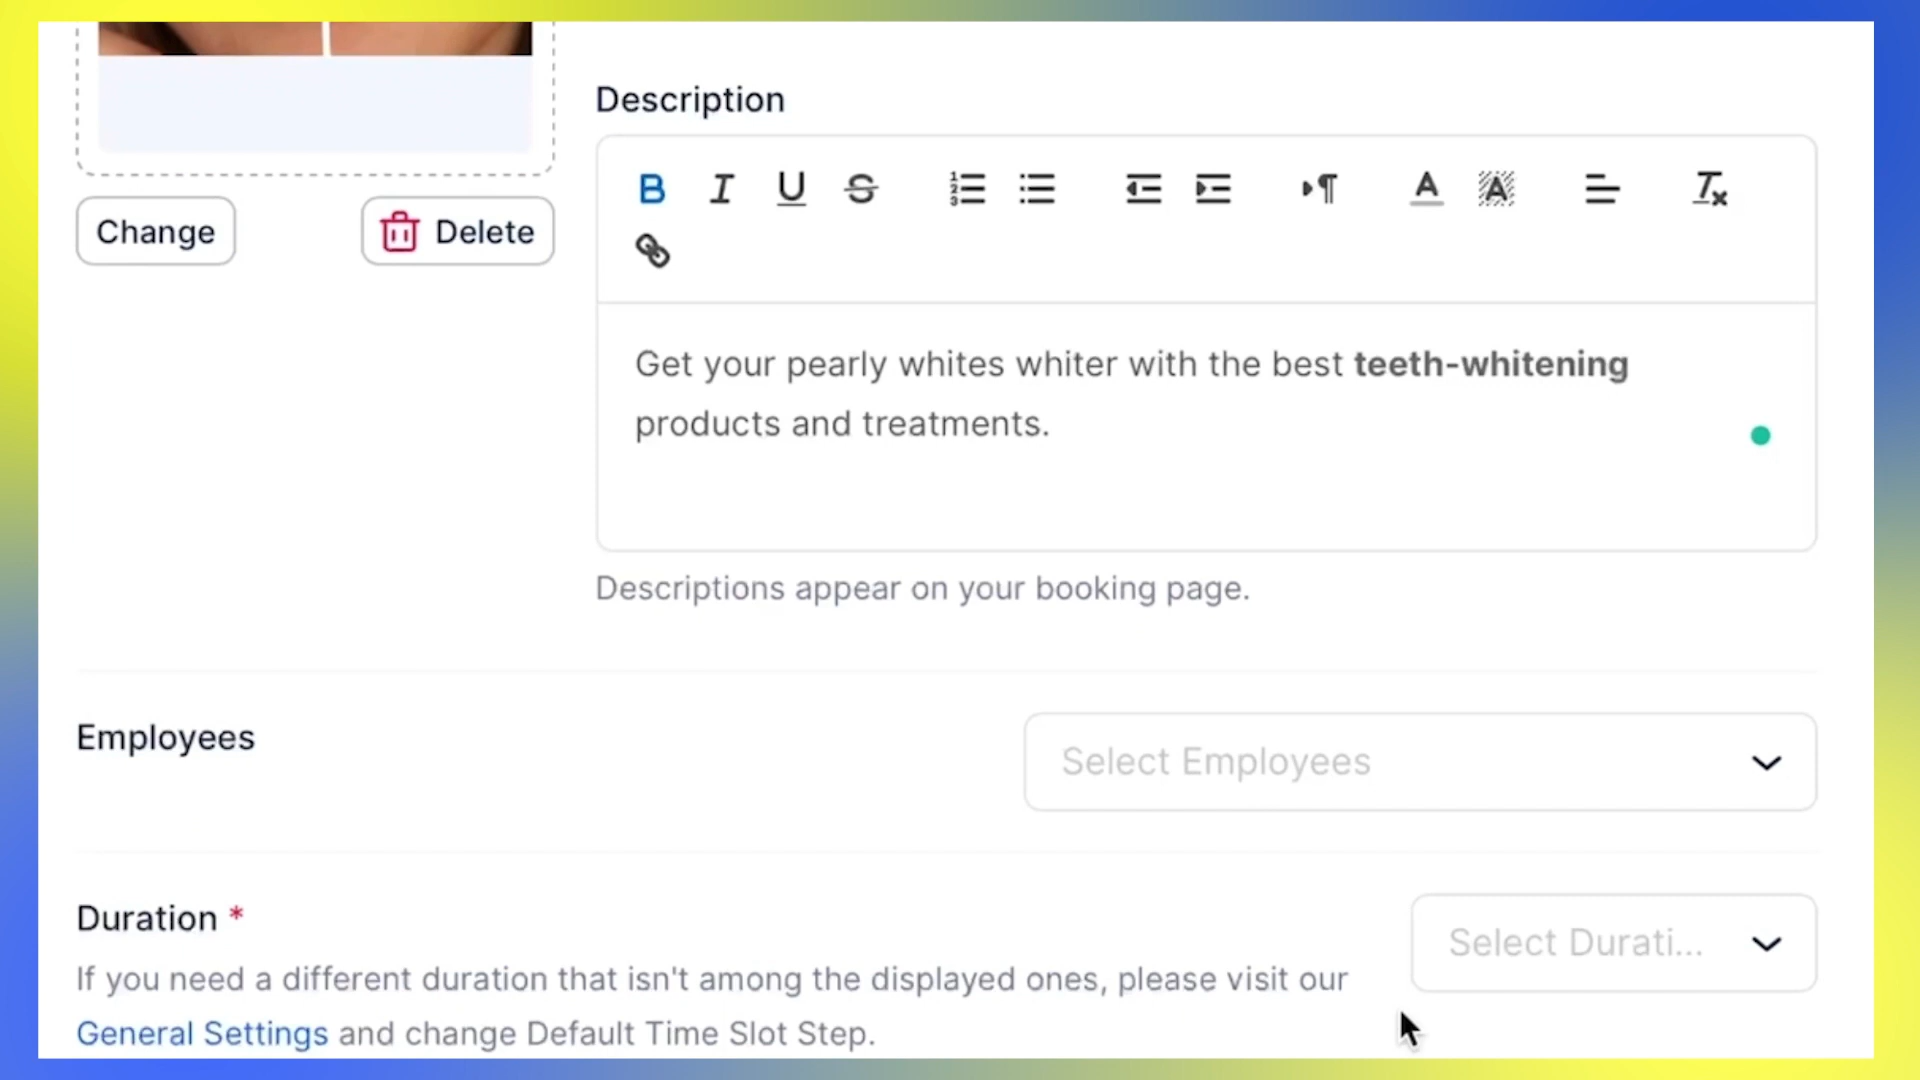 Description
Change
Delete
Get your pearly whites whiter with the best teeth-whitening
products and treatments.
Descriptions appear on your booking page.
Employees
Select Employees
Duration *
Select Durati...
If you need a different duration that isn't among the displayed ones, please visit our
General Settings and change Default Time Slot Step.